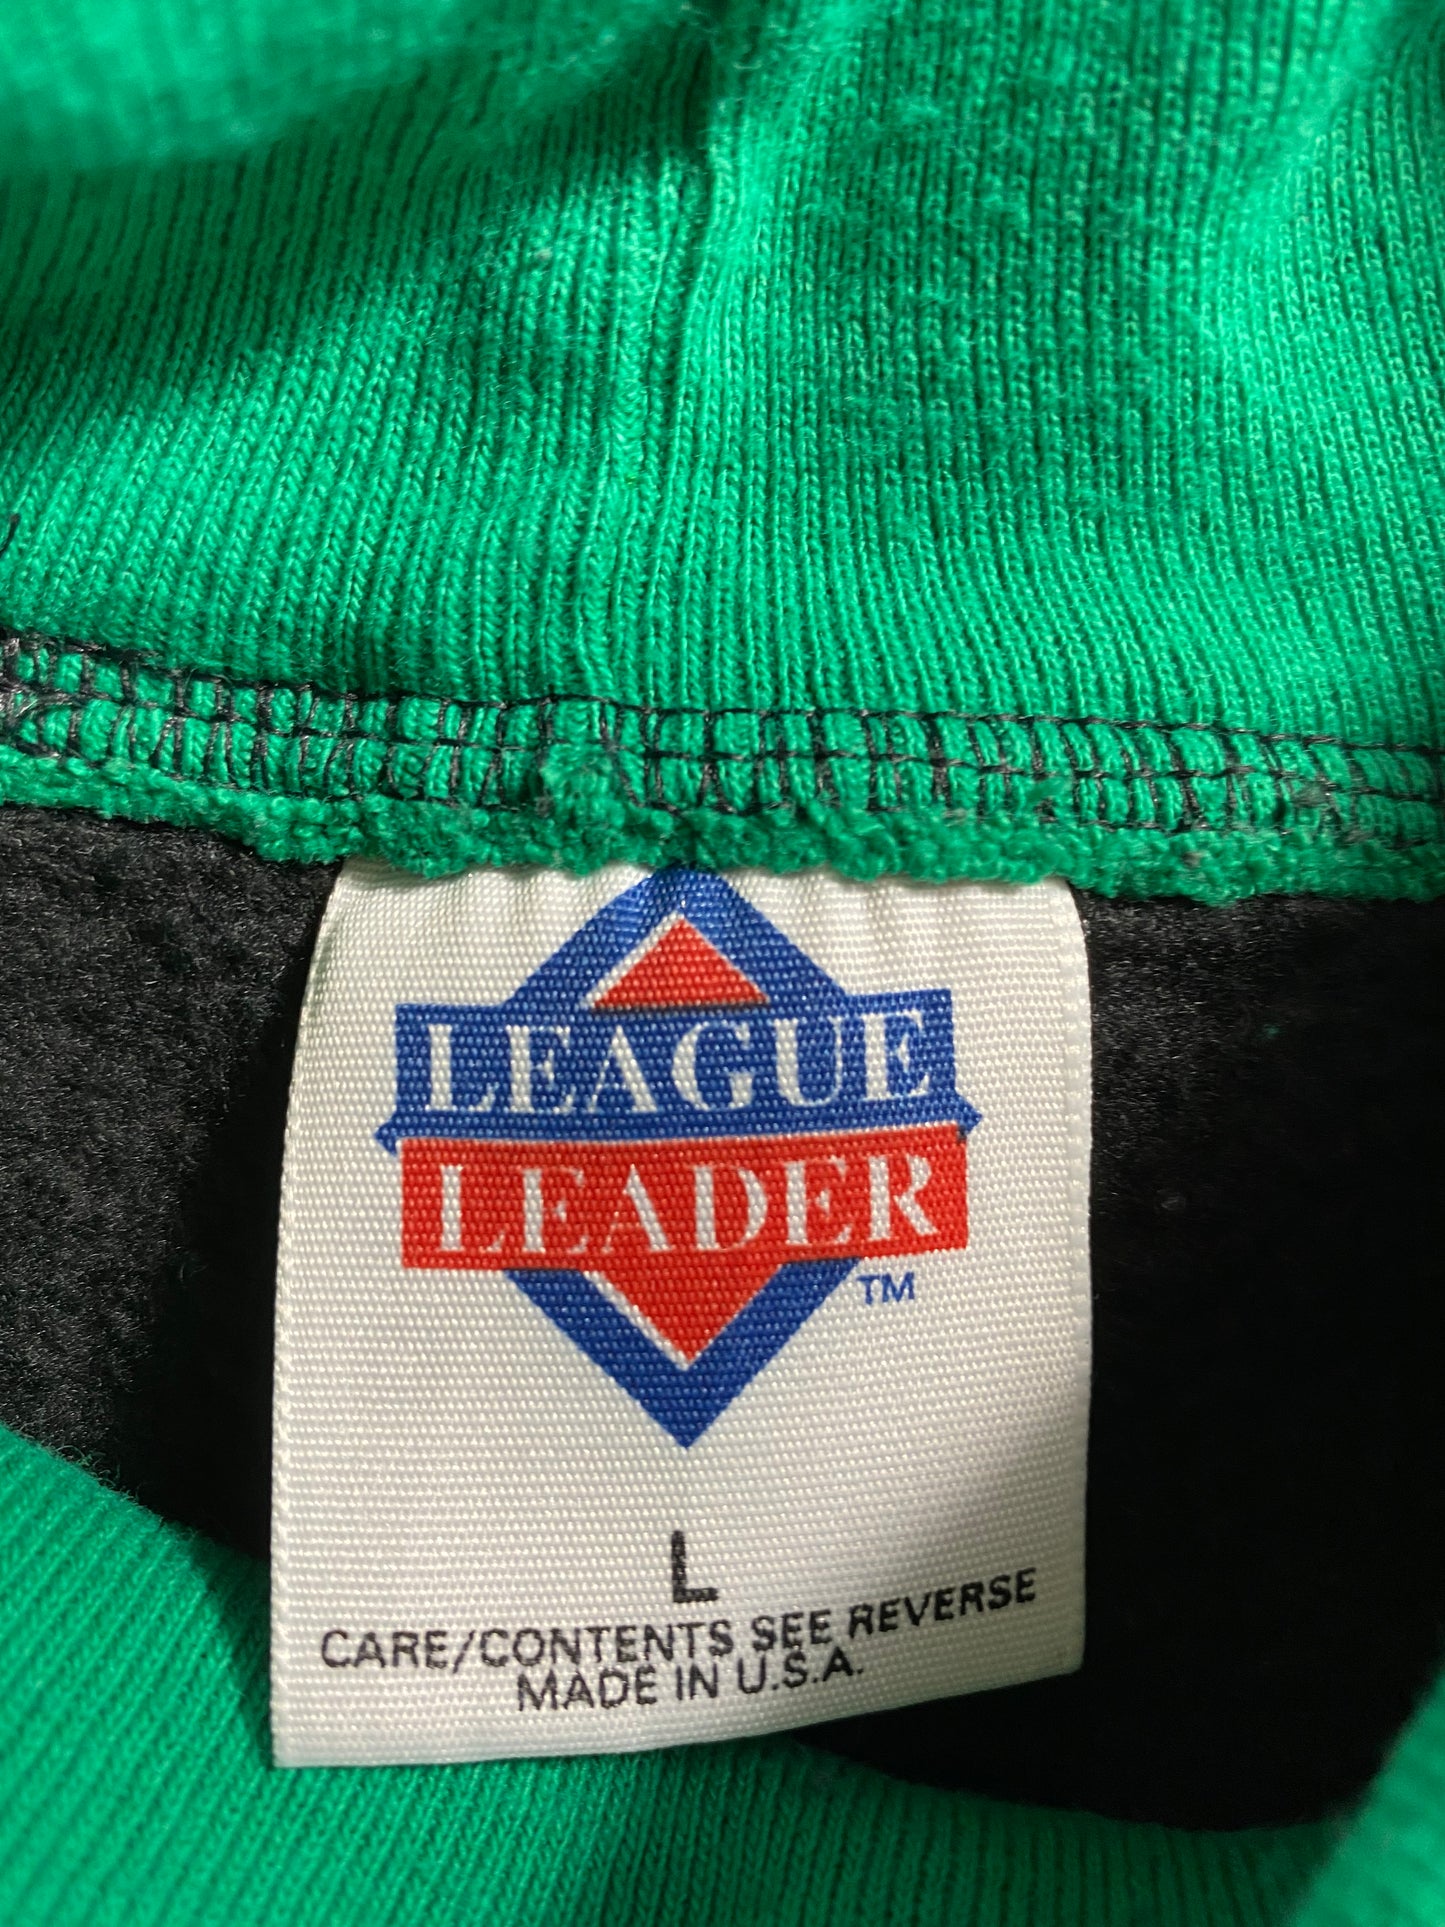 LEAGUE
LEADER
TM
L
CARE/CONTENTS SEE REVERSE
MADE IN U.S.A.